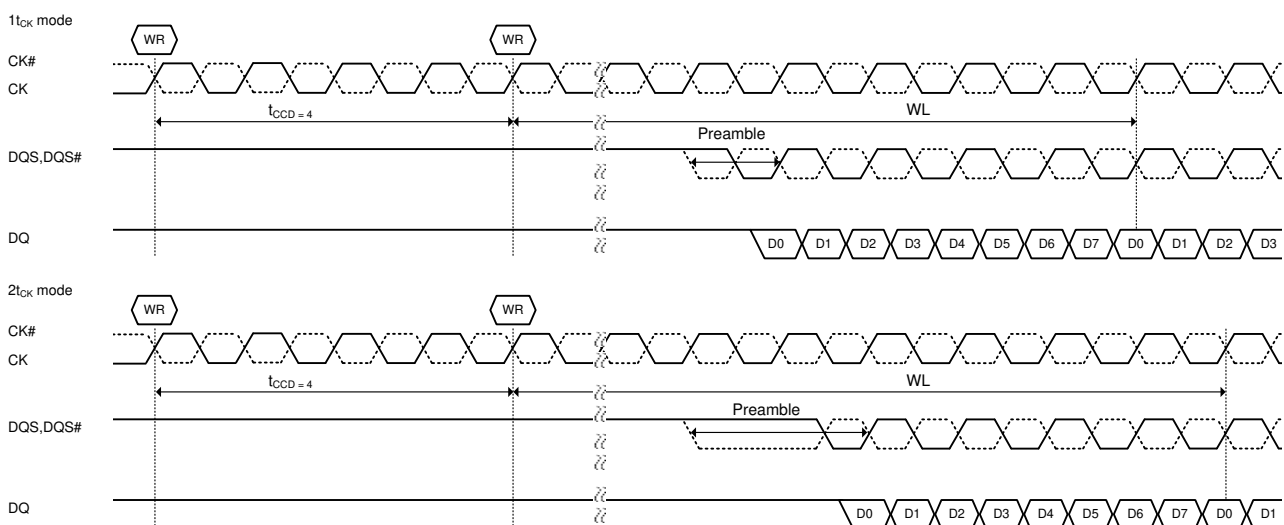 1tCK mode
WR WR
CK#
CK
tCCD = 4 WL
Preamble
DQS,DQS#
DQ D0 D1 D2 D3 D4 D5 D6 D7 D0 D1 D2 D3
2tCK mode
WR WR
CK#
CK
tCCD = 4 WL
Preamble
DQS,DQS#
DQ D0 D1 D2 D3 D4 D5 D6 D7 D0 D1